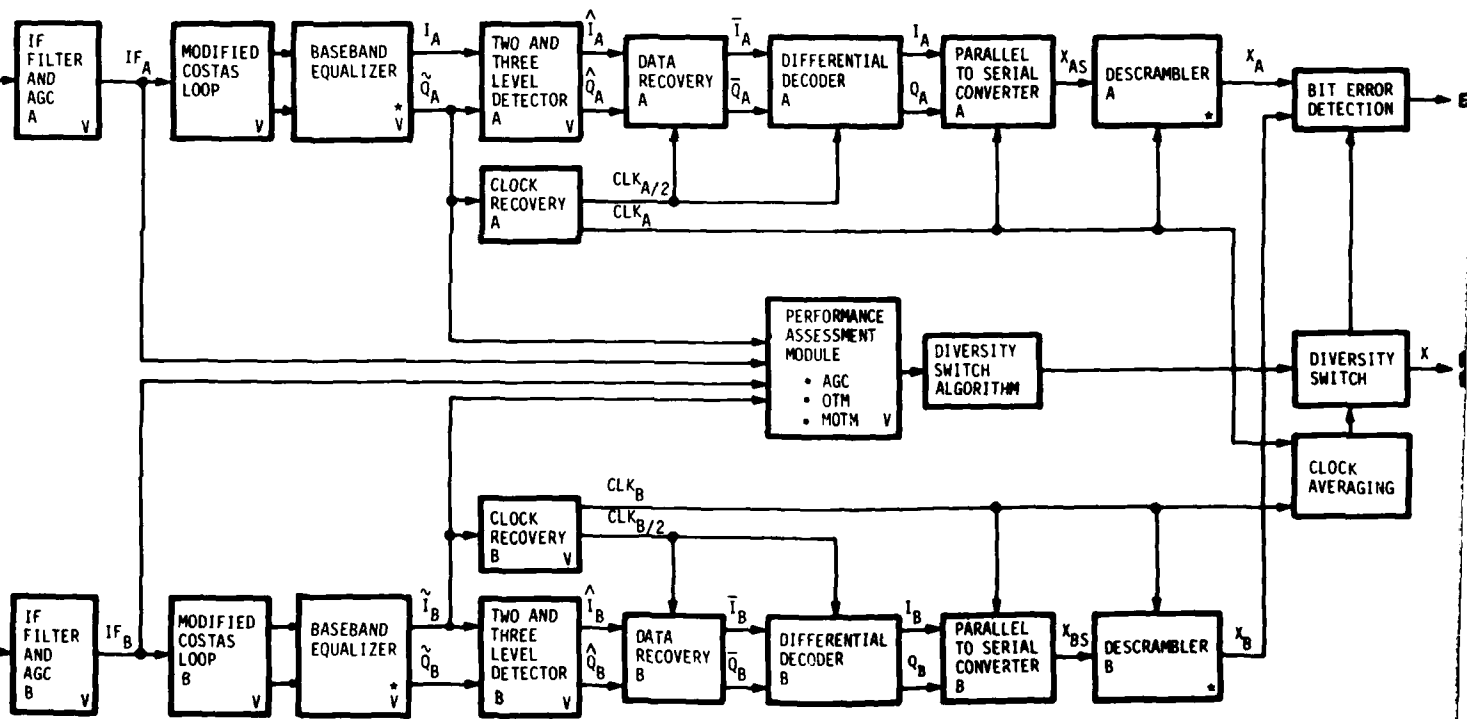 IF
FILTER
AND
AGC
A
V
IF_A
MODIFIED
COSTAS
LOOP
V
BASEBAND
EQUALIZER
*
V
I_A
Q̃_A
TWO AND
THREE
LEVEL
DETECTOR
A
V
Î_A
Q̂_A
DATA
RECOVERY
A
Ī_A
Q̄_A
DIFFERENTIAL
DECODER
A
I_A
Q_A
PARALLEL
TO SERIAL
CONVERTER
A
X_AS
DESCRAMBLER
A
*
X_A
BIT ERROR
DETECTION
CLOCK
RECOVERY
A
CLK_A/2
CLK_A
PERFORMANCE
ASSESSMENT
MODULE
• AGC
• OTM
• MOTM
V
DIVERSITY
SWITCH
ALGORITHM
DIVERSITY
SWITCH
X
CLOCK
AVERAGING
CLOCK
RECOVERY
B
V
CLK_B
CLK_B/2
IF
FILTER
AND
AGC
B
V
IF_B
MODIFIED
COSTAS
LOOP
B
V
BASEBAND
EQUALIZER
*
V
Ĩ_B
Q̃_B
TWO AND
THREE
LEVEL
DETECTOR
B
V
Î_B
Q̂_B
DATA
RECOVERY
B
Ī_B
Q̄_B
DIFFERENTIAL
DECODER
B
I_B
Q_B
PARALLEL
TO SERIAL
CONVERTER
B
X_BS
DESCRAMBLER
B
*
X_B